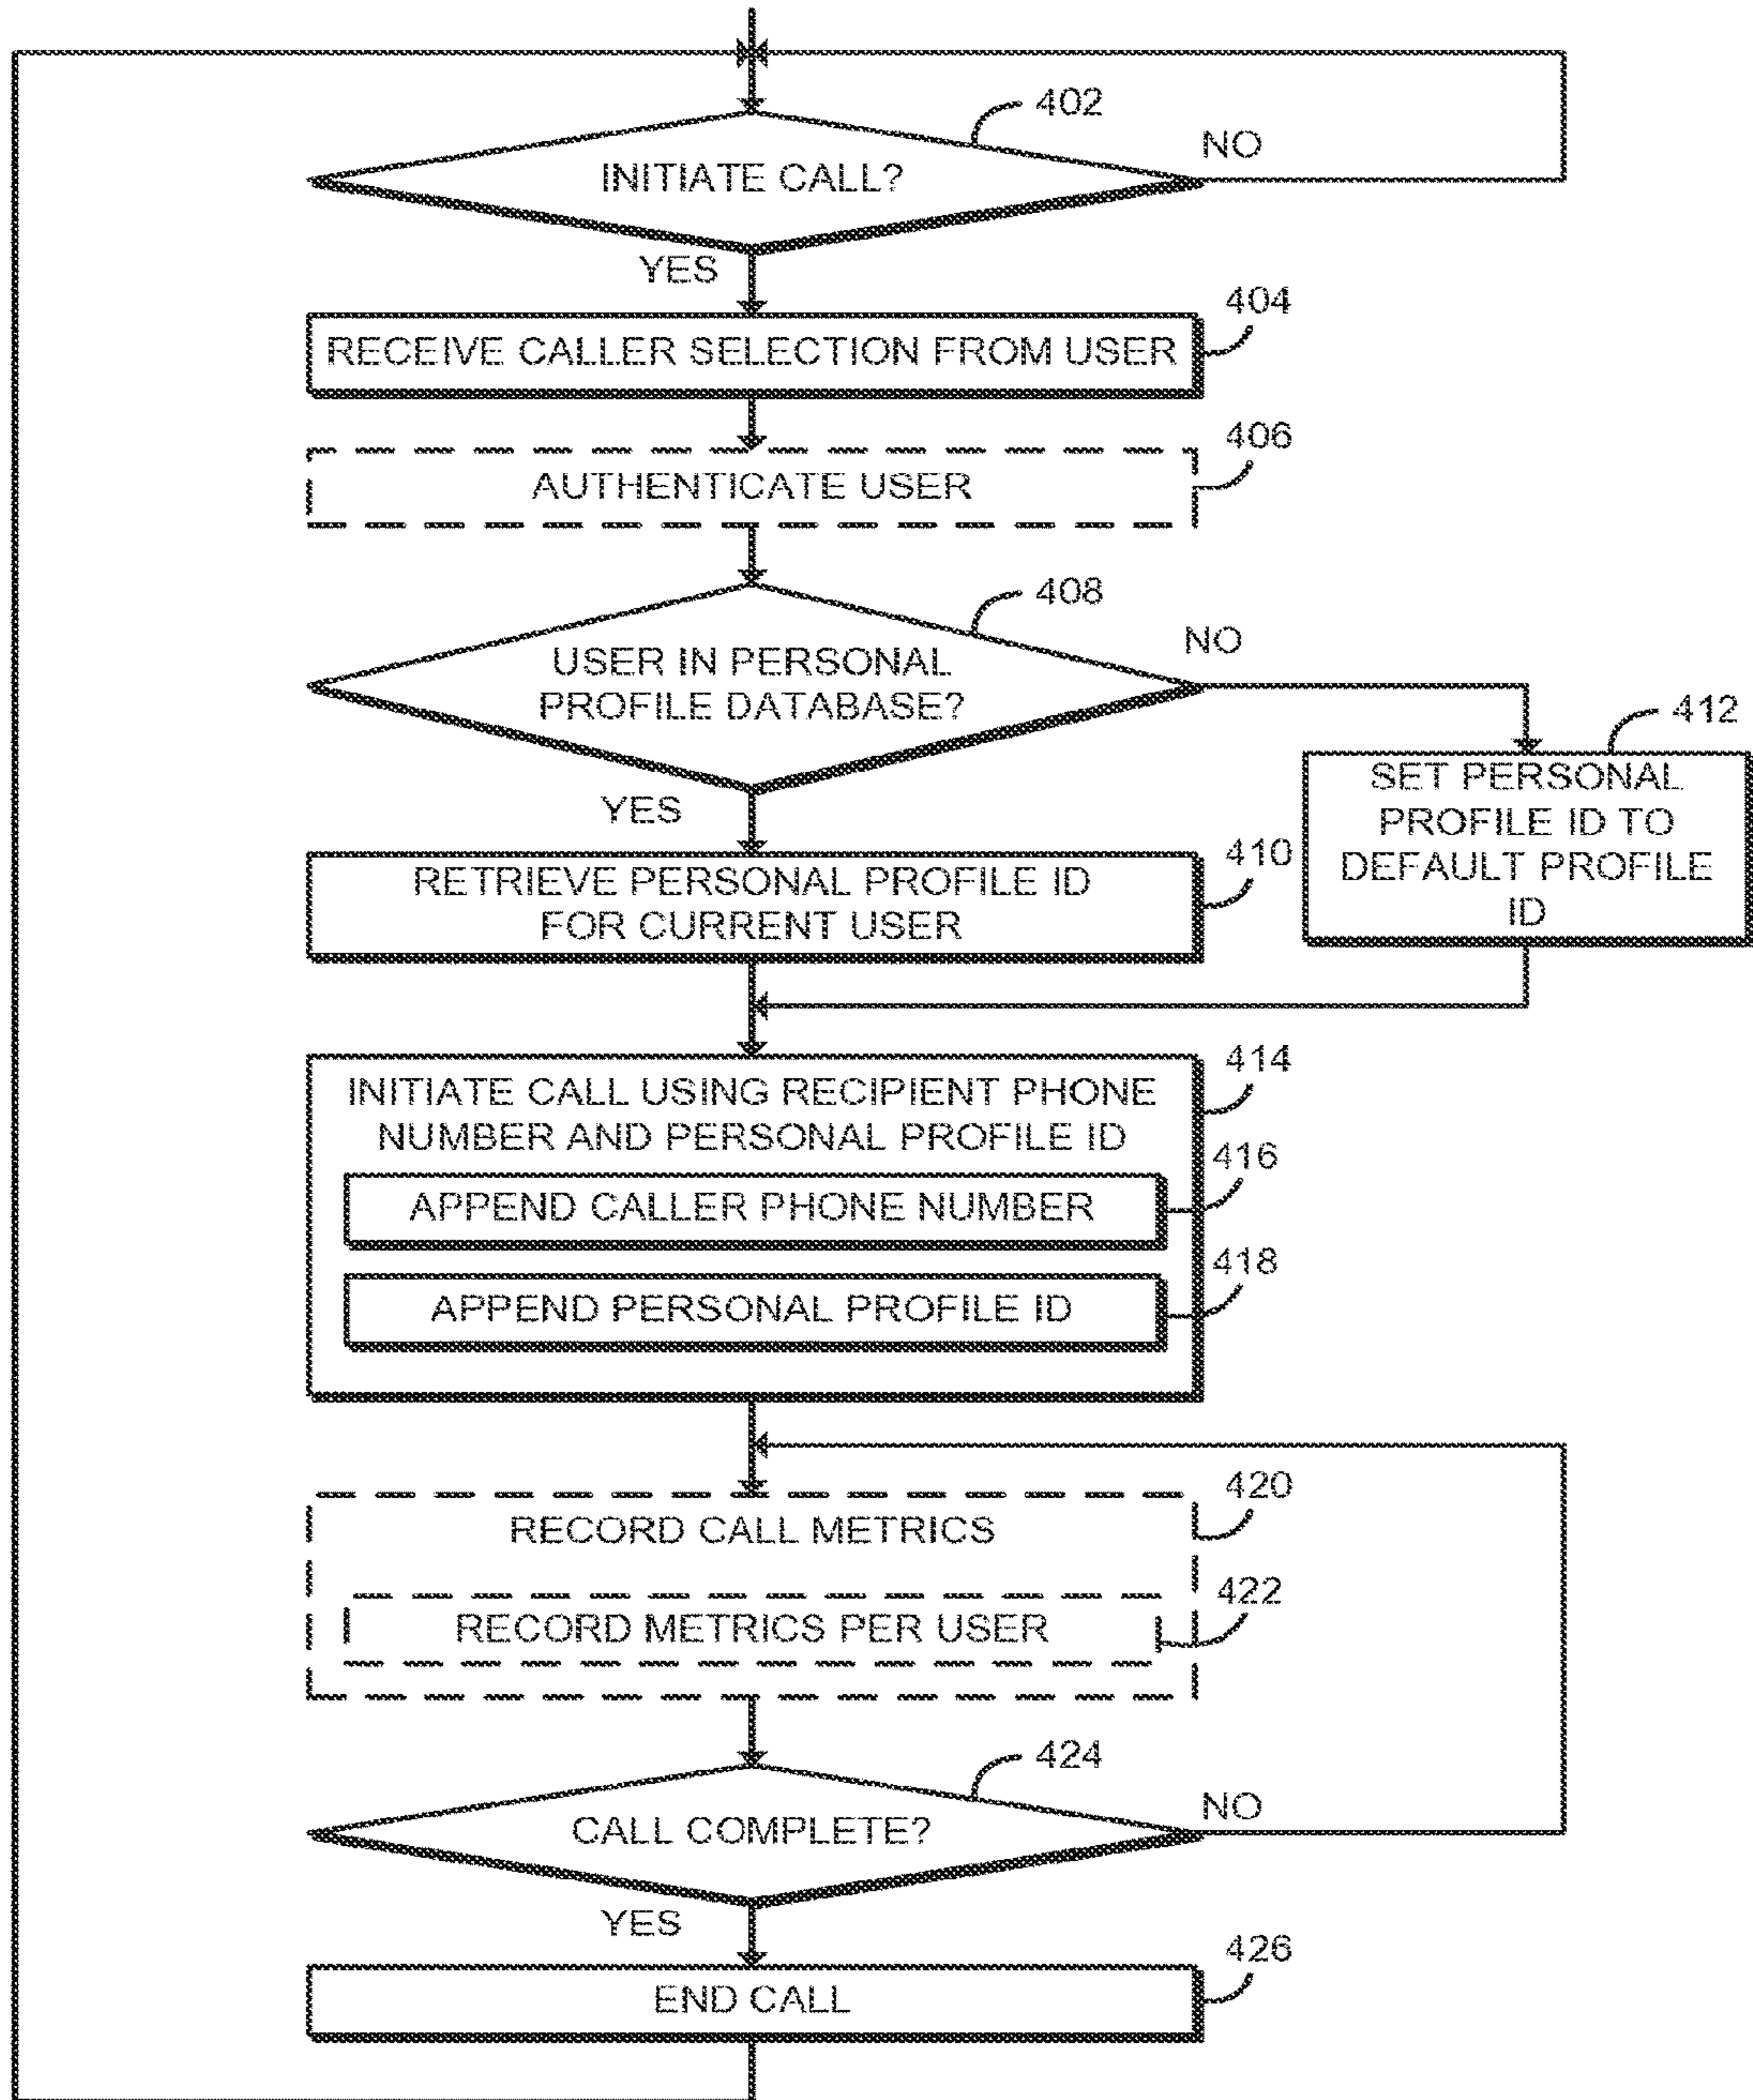 402
NO
INITIATE CALL?
YES
404
RECEIVE CALLER SELECTION FROM USER
406
AUTHENTICATE USER
408
NO
USER IN PERSONAL
PROFILE DATABASE?
412
SET PERSONAL
PROFILE ID TO
DEFAULT PROFILE
ID
YES
410
RETRIEVE PERSONAL PROFILE ID
FOR CURRENT USER
414
INITIATE CALL USING RECIPIENT PHONE
NUMBER AND PERSONAL PROFILE ID
416
APPEND CALLER PHONE NUMBER
418
APPEND PERSONAL PROFILE ID
420
RECORD CALL METRICS
422
RECORD METRICS PER USER
424
NO
CALL COMPLETE?
YES
426
END CALL